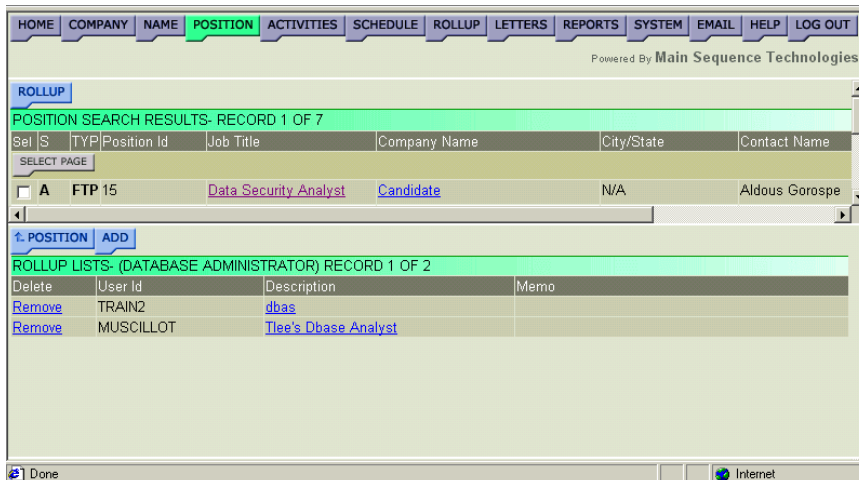 HOME COMPANY NAME POSITION ACTIVITIES SCHEDULE ROLLUP LETTERS REPORTS SYSTEM EMAIL HELP LOG OUT
Powered By Main Sequence Technologies
ROLLUP
POSITION SEARCH RESULTS- RECORD 1 OF 7
Sel S TYP Position Id Job Title Company Name City/State Contact Name
SELECT PAGE
A FTP 15 Data Security Analyst Candidate N/A Aldous Gorospe
POSITION ADD
ROLLUP LISTS- (DATABASE ADMINISTRATOR) RECORD 1 OF 2
Delete User Id Description Memo
Remove TRAIN2 dbas
Remove MUSCILLOT Tlee's Dbase Analyst
Done Internet